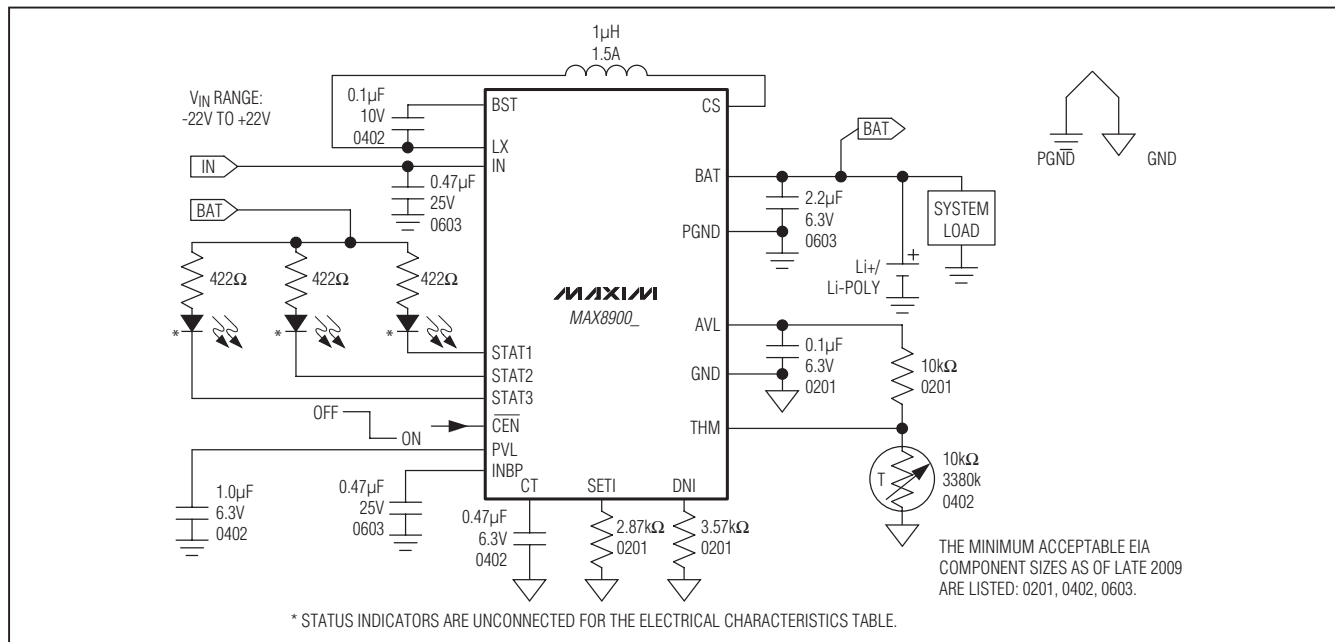 1µH
1.5A
V_IN RANGE:
-22V TO +22V
0.1µF
10V
0402
BST
CS
LX
IN
IN
BAT
PGND
GND
0.47µF
25V
0603
BAT
BAT
2.2µF
6.3V
0603
PGND
SYSTEM
LOAD
+
Li+/
Li-POLY
422Ω
422Ω
422Ω
*
*
*
MAXIM
MAX8900_
AVL
0.1µF
6.3V
0201
GND
10kΩ
0201
STAT1
STAT2
STAT3
OFF
ON
CEN
THM
PVL
INBP
T
10kΩ
3380k
0402
1.0µF
6.3V
0402
0.47µF
25V
0603
CT
SETI
DNI
0.47µF
6.3V
0402
2.87kΩ
0201
3.57kΩ
0201
THE MINIMUM ACCEPTABLE EIA
COMPONENT SIZES AS OF LATE 2009
ARE LISTED: 0201, 0402, 0603.
* STATUS INDICATORS ARE UNCONNECTED FOR THE ELECTRICAL CHARACTERISTICS TABLE.